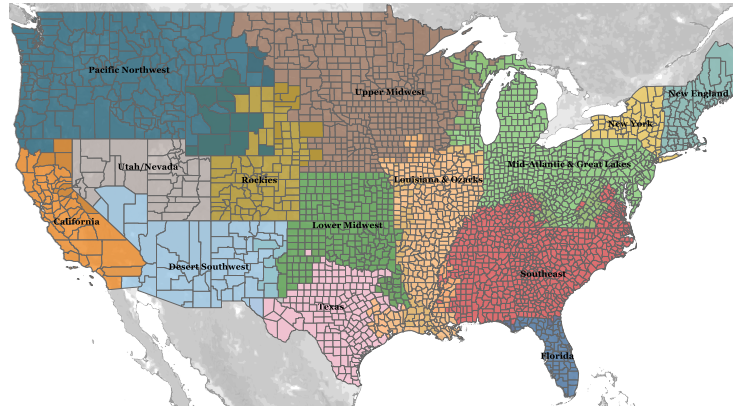 Pacific Northwest
Upper Midwest
New England
New York
Utah/Nevada
Rockies
Louisiana & Ozacks
Mid-Atlantic & Great Lakes
California
Lower Midwest
Desert Southwest
Southeast
Texas
Florida